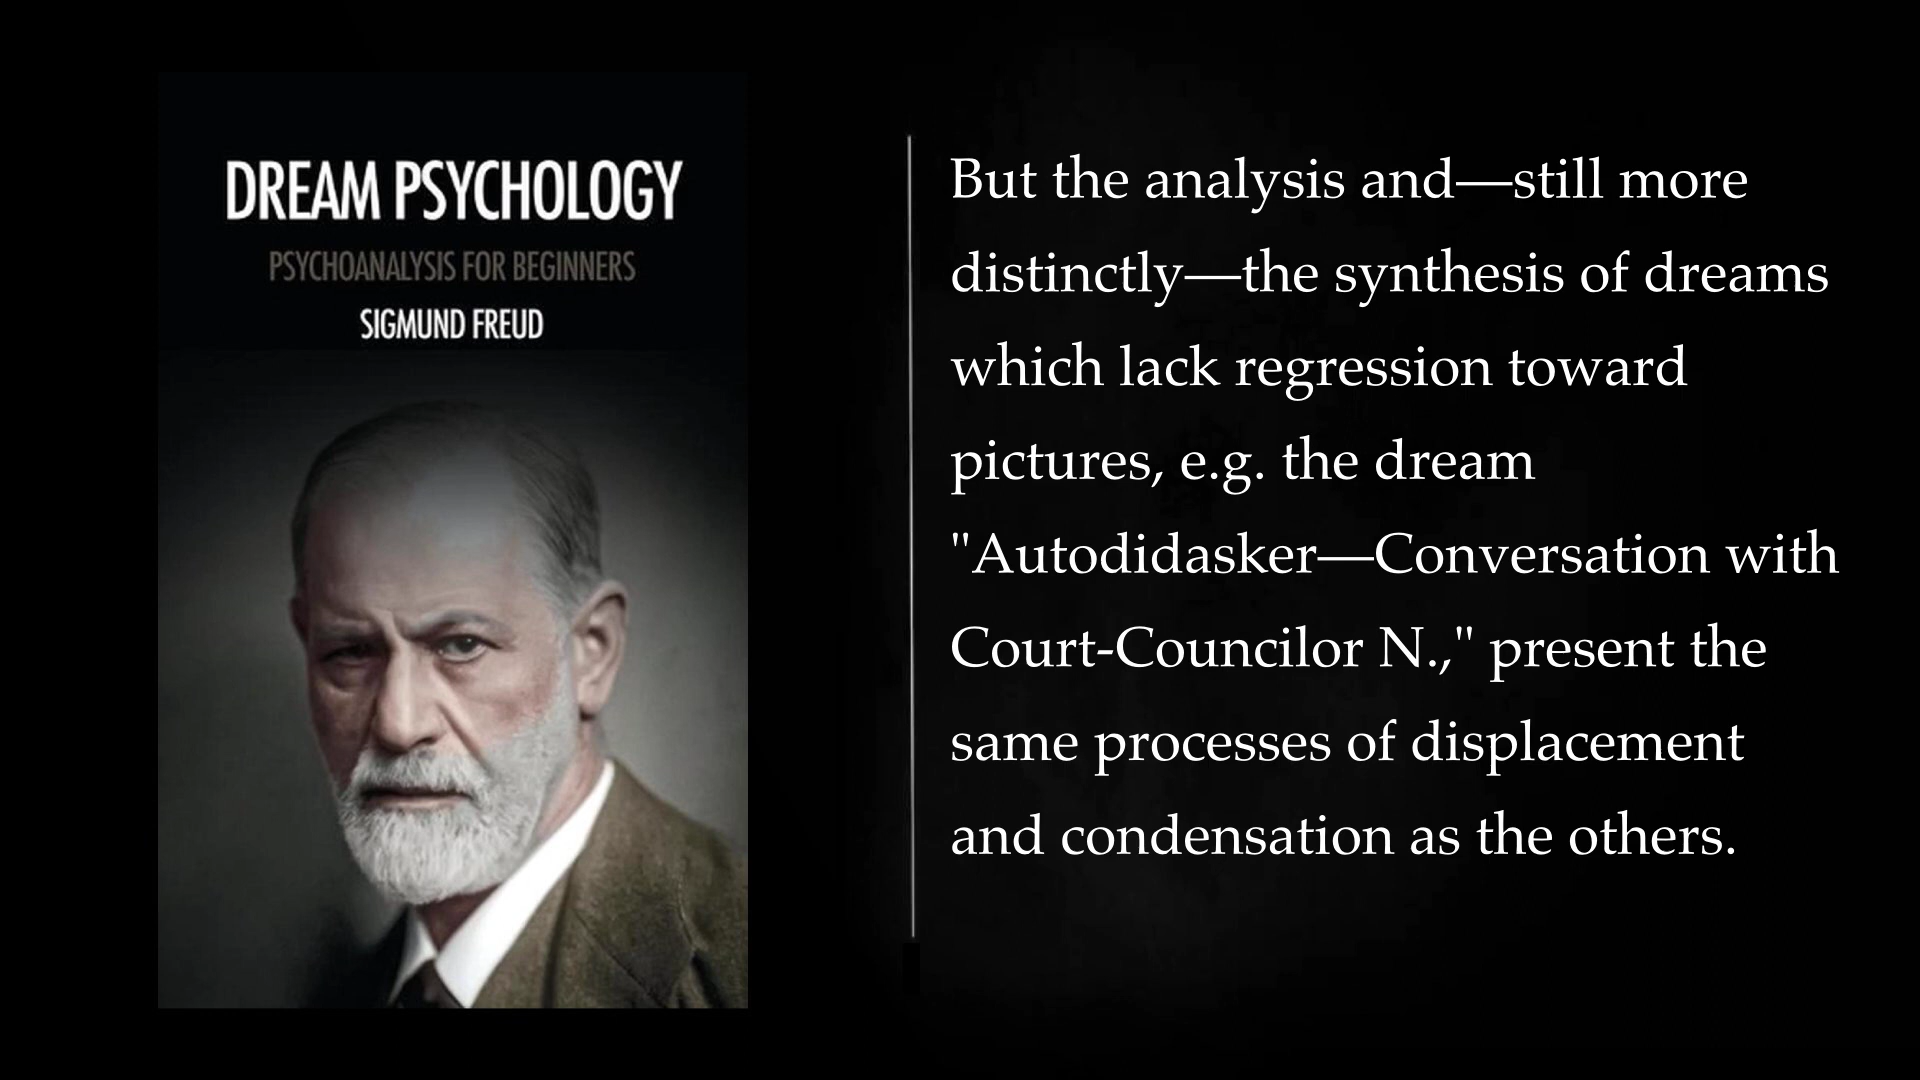 DREAM PSYCHOLOGY
PSYCHOANALYSIS FOR BEGINNERS
SIGMUND FREUD
But the analysis and—still more
distinctly—the synthesis of dreams
which lack regression toward
pictures, e.g. the dream
"Autodidasker—Conversation with
Court-Councilor N.," present the
same processes of displacement
and condensation as the others.